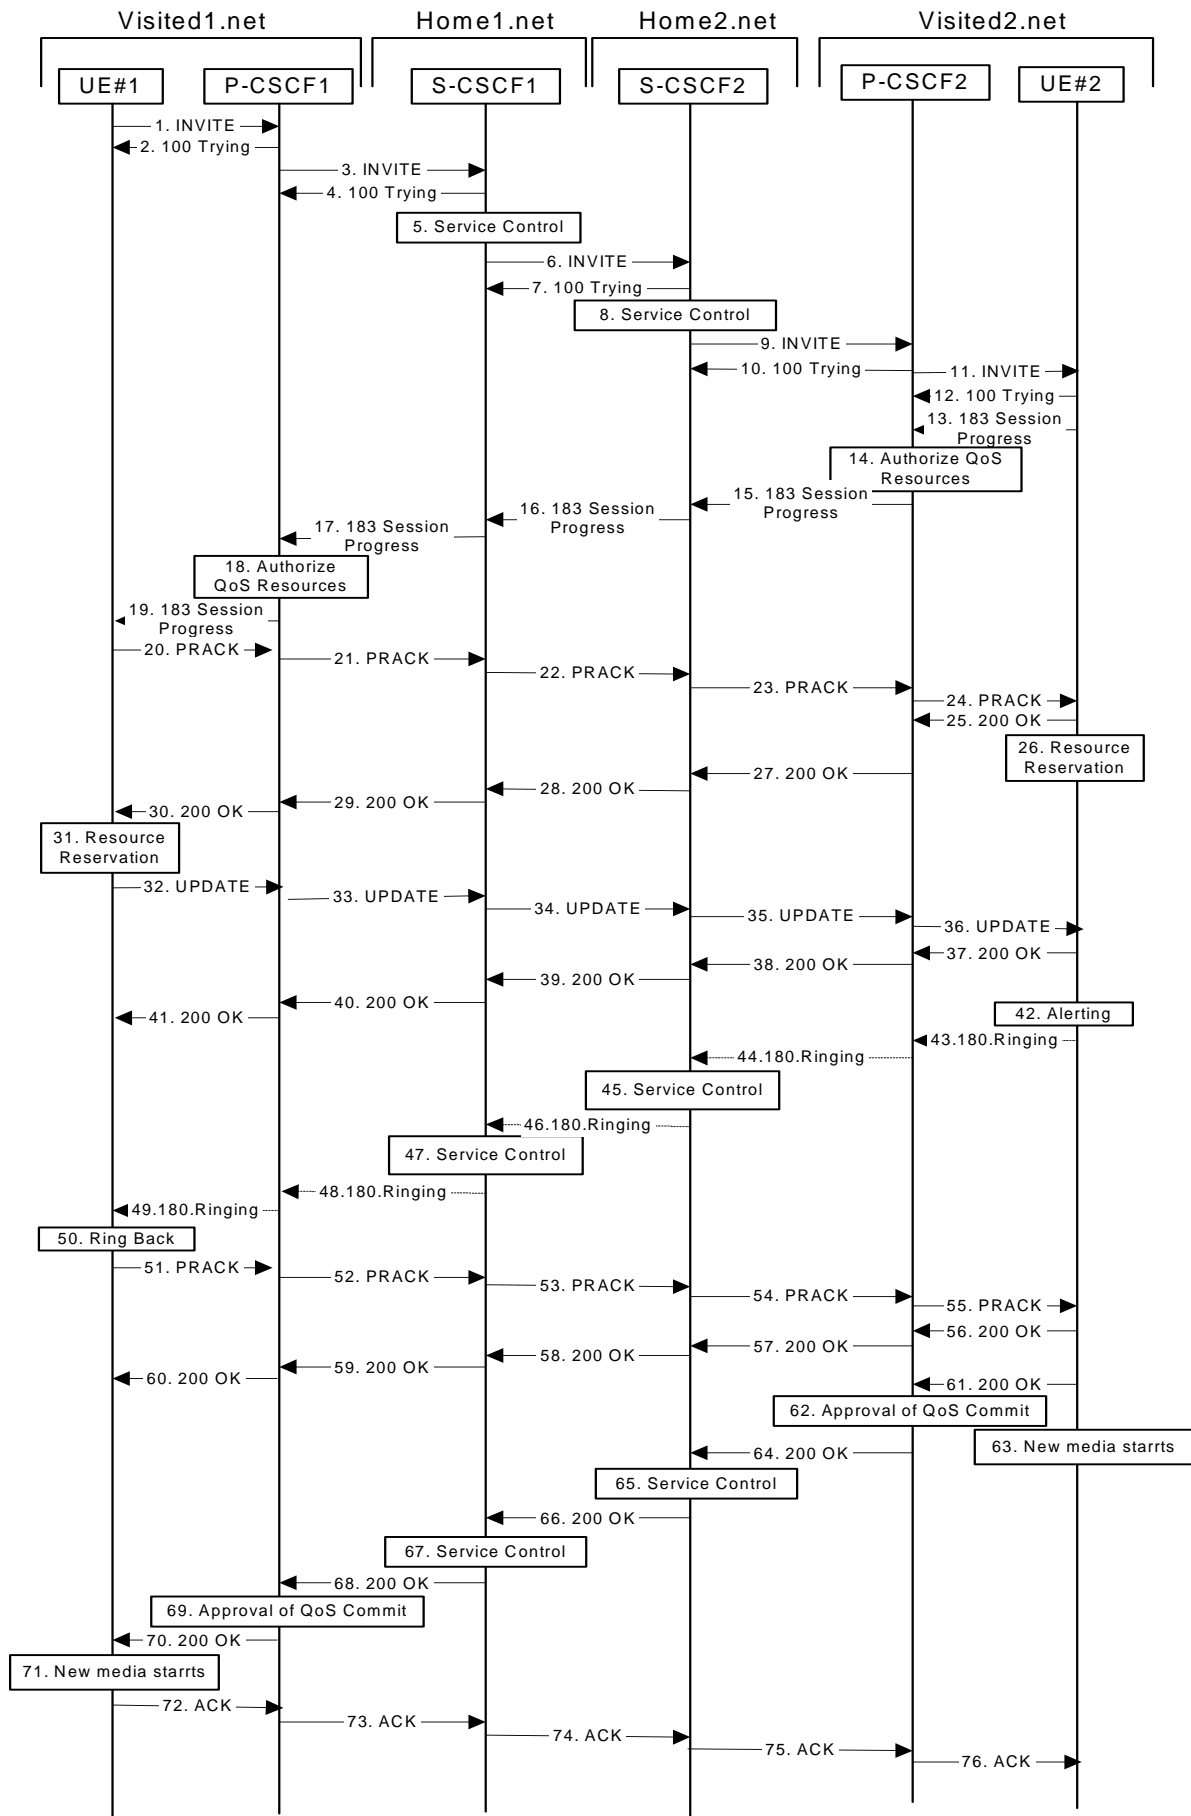 Visited1.net Home1.net Home2.net Visited2.net
UE#1 P-CSCF1 S-CSCF1 S-CSCF2 P-CSCF2 UE#2
1. INVITE
2. 100 Trying
3. INVITE
4. 100 Trying
5. Service Control
6. INVITE
7. 100 Trying
8. Service Control
9. INVITE
10. 100 Trying
11. INVITE
12. 100 Trying
13. 183 Session
Progress
14. Authorize QoS
Resources
15. 183 Session
Progress
16. 183 Session
Progress
17. 183 Session
Progress
18. Authorize
QoS Resources
19. 183 Session
Progress
20. PRACK
21. PRACK
22. PRACK
23. PRACK
24. PRACK
25. 200 OK
26. Resource
Reservation
27. 200 OK
28. 200 OK
29. 200 OK
30. 200 OK
31. Resource
Reservation
32. UPDATE
33. UPDATE
34. UPDATE
35. UPDATE
36. UPDATE
37. 200 OK
38. 200 OK
39. 200 OK
40. 200 OK
41. 200 OK
42. Alerting
43.180.Ringing
44.180.Ringing
45. Service Control
46.180.Ringing
47. Service Control
48.180.Ringing
49.180.Ringing
50. Ring Back
51. PRACK
52. PRACK
53. PRACK
54. PRACK
55. PRACK
56. 200 OK
57. 200 OK
58. 200 OK
59. 200 OK
60. 200 OK
61. 200 OK
62. Approval of QoS Commit
63. New media starrts
64. 200 OK
65. Service Control
66. 200 OK
67. Service Control
68. 200 OK
69. Approval of QoS Commit
70. 200 OK
71. New media starrts
72. ACK
73. ACK
74. ACK
75. ACK
76. ACK